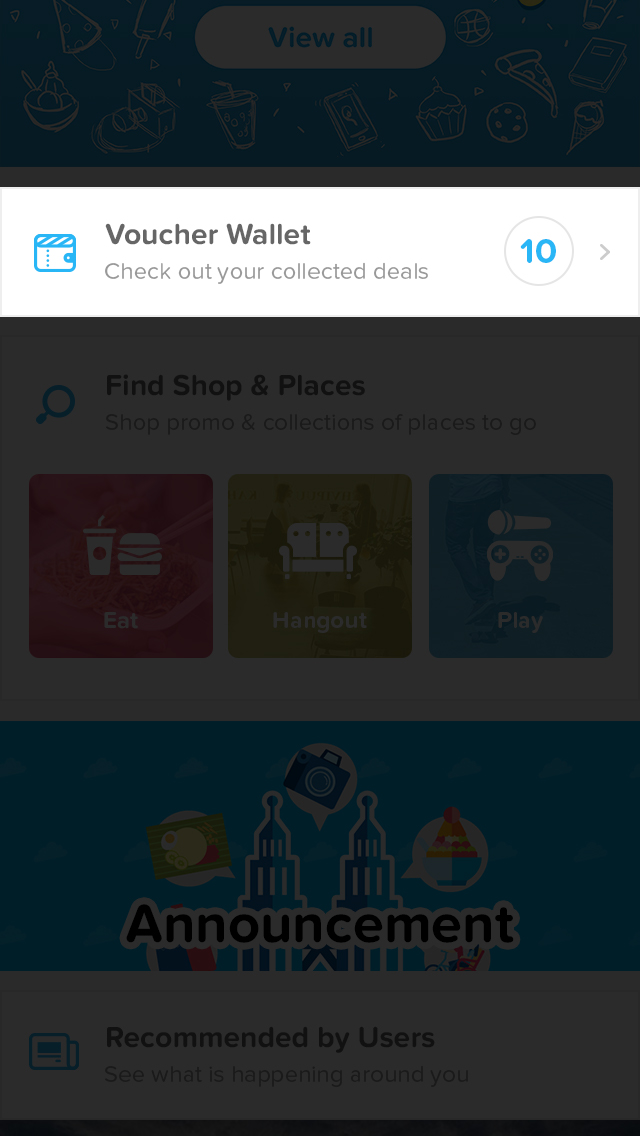 View all
Voucher Wallet
Check out your collected deals
10
Find Shop & Places
Shop promo & collections of places to go
Eat
Hangout
Play
Announcement
Recommended by Users
See what is happening around you